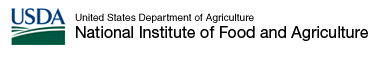 USDA
United States Department of Agriculture
National Institute of Food and Agriculture